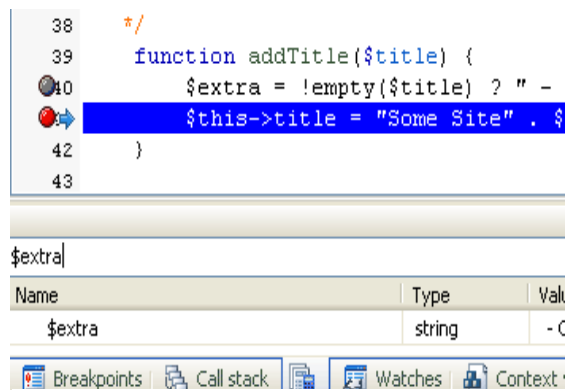 38 */
39 function addTitle($title) {
40 $extra = !empty($title) ? " -
$this->title = "Some Site" . $
42 }
43
$extra
Name Type
$extra string -
Breakpoints Call stack Watches Context